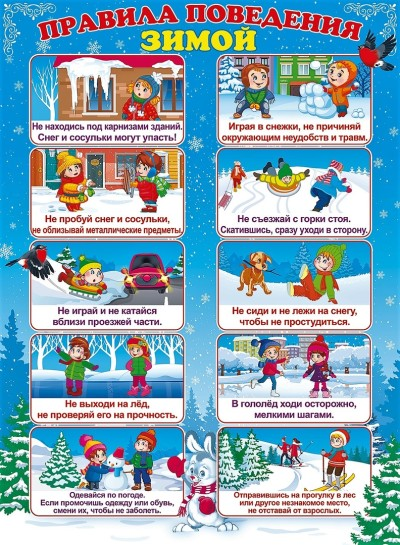 ПРАВИЛА ПОВЕДЕНИЯ
ЗИМОЙ
Не находись под карнизами зданий.
Снег и сосульки могут упасть!
Играя в снежки, не причиняй
окружающим неудобств и травм.
Не пробуй снег и сосульки,
не облизывай металлические предметы.
Не съезжай с горки стоя.
Скатившись, сразу уходи в сторону.
Не играй и не катайся
вблизи проезжей части.
Не сиди и не лежи на снегу,
чтобы не простудиться.
Не выходи на лёд,
не проверяй его на прочность.
В гололёд ходи осторожно,
мелкими шагами.
Одевайся по погоде.
Если промочишь одежду или обувь,
смени их, чтобы не заболеть.
Отправившись на прогулку в лес
или другое незнакомое место,
не отставай от взрослых.